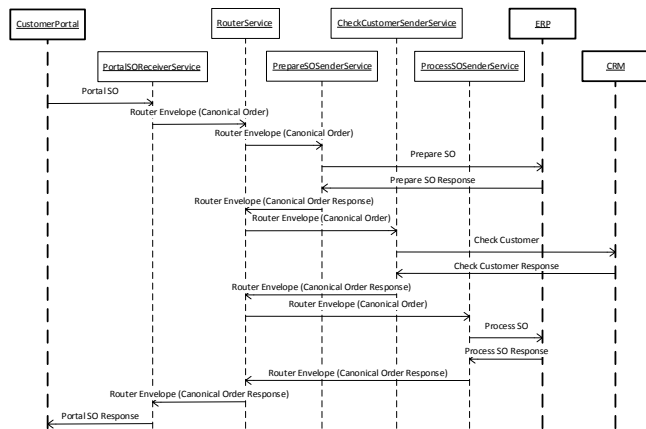 CustomerPortal
RouterService
CheckCustomerSenderService
ERP
PortalSOReceiverService
PrepareSOSenderService
ProcessSOSenderService
CRM
Portal SO
Router Envelope (Canonical Order)
Router Envelope (Canonical Order)
Prepare SO
Prepare SO Response
Router Envelope (Canonical Order Response)
Router Envelope (Canonical Order)
Check Customer
Check Customer Response
Router Envelope (Canonical Order Response)
Router Envelope (Canonical Order)
Process SO
Process SO Response
Router Envelope (Canonical Order Response)
Router Envelope (Canonical Order Response)
Portal SO Response